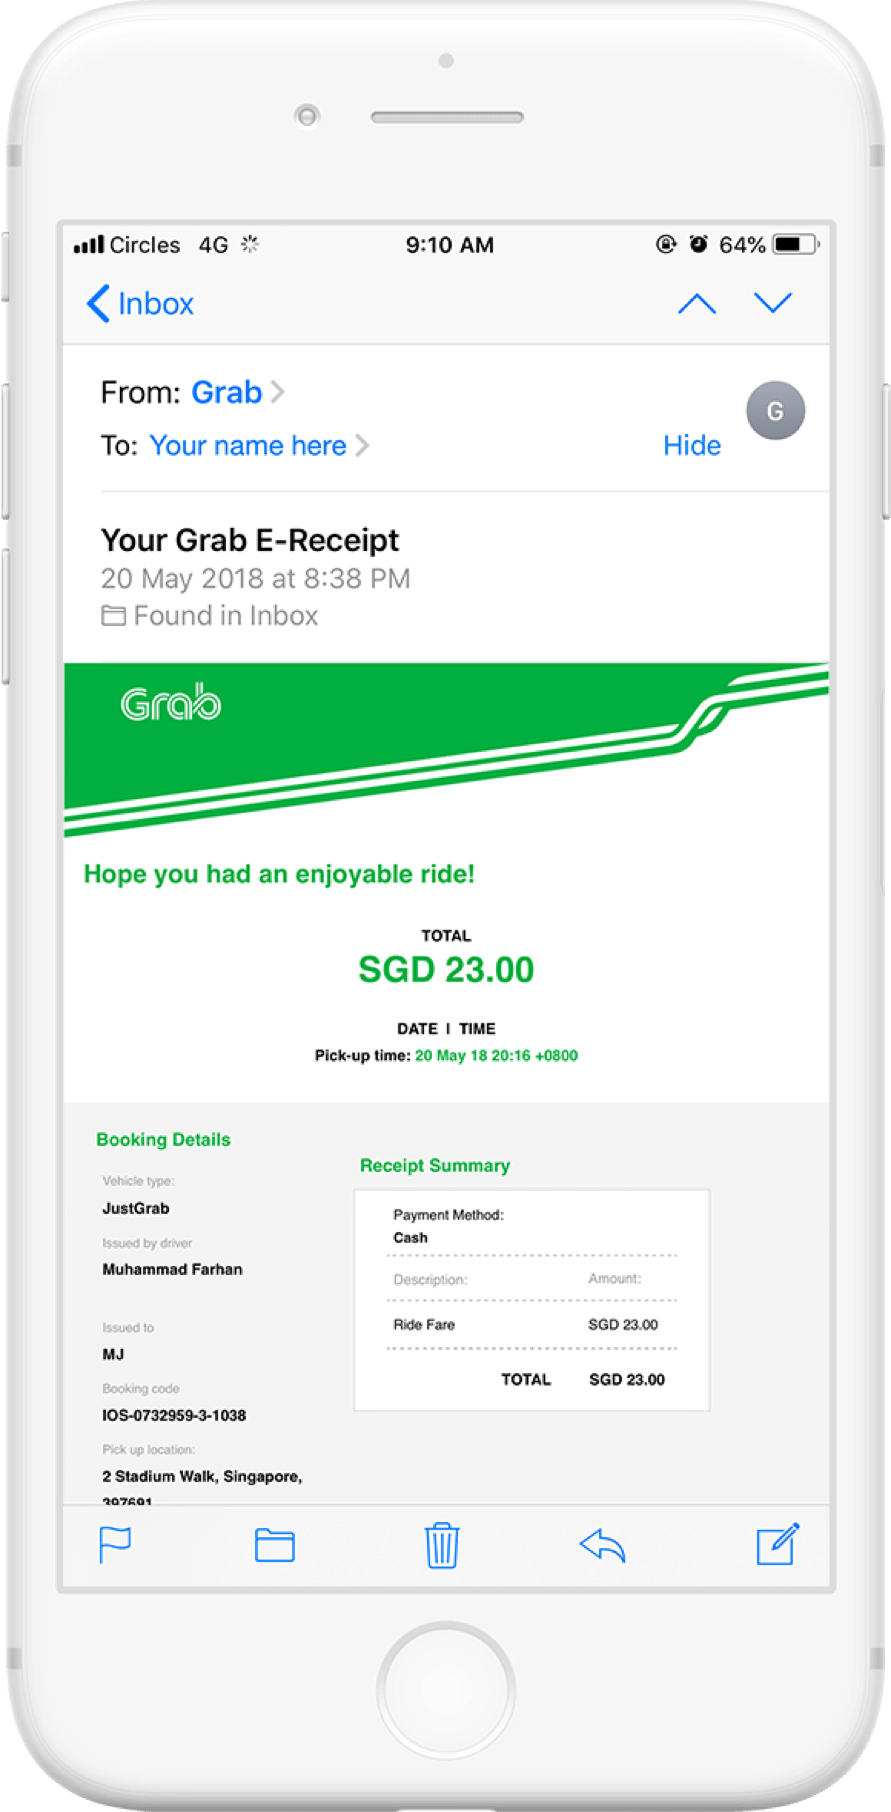 Circles 4G 9:10 AM 64%
Inbox
From: Grab
G
To: Your name here Hide
Your Grab E-Receipt
20 May 2018 at 8:38 PM
Found in Inbox
Grab
Hope you had an enjoyable ride!
TOTAL
SGD 23.00
DATE | TIME
Pick-up time: 20 May 18 20:16 +0800
Booking Details
Vehicle type:
JustGrab
Issued by driver
Muhammad Farhan
Issued to
MJ
Booking code
IOS-0732959-3-1038
Pick up location:
2 Stadium Walk, Singapore,
397691
Receipt Summary
Payment Method:
Cash
Description: Amount:
Ride Fare SGD 23.00
TOTAL SGD 23.00